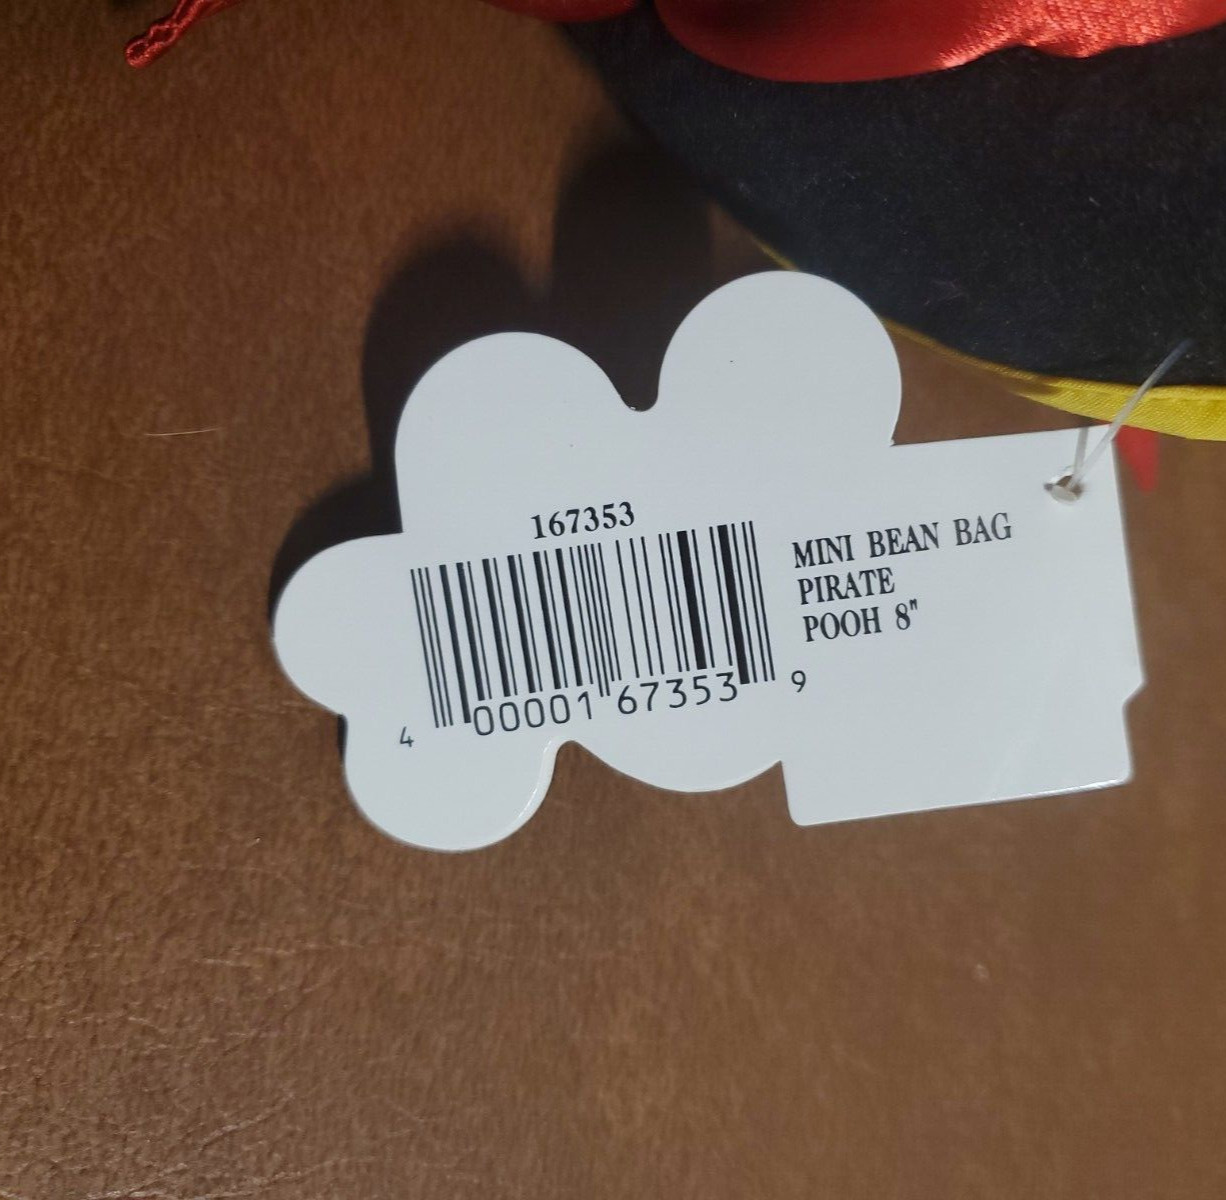 167353
MINI BEAN BAG
PIRATE
POOH 8"
4 00001 67353 9